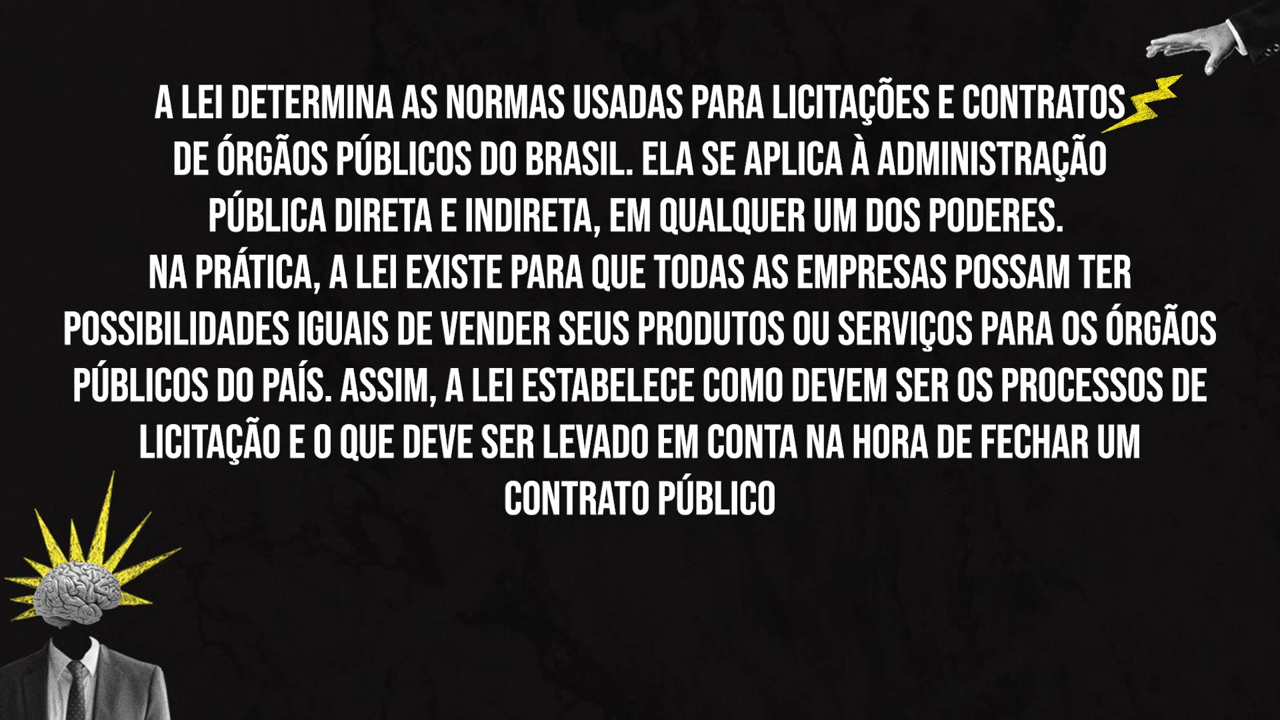 A LEI DETERMINA AS NORMAS USADAS PARA LICITAÇÕES E CONTRATOS
DE ÓRGÃOS PÚBLICOS DO BRASIL. ELA SE APLICA À ADMINISTRAÇÃO
PÚBLICA DIRETA E INDIRETA, EM QUALQUER UM DOS PODERES.
NA PRÁTICA, A LEI EXISTE PARA QUE TODAS AS EMPRESAS POSSAM TER
POSSIBILIDADES IGUAIS DE VENDER SEUS PRODUTOS OU SERVIÇOS PARA OS ÓRGÃOS
PÚBLICOS DO PAÍS. ASSIM, A LEI ESTABELECE COMO DEVEM SER OS PROCESSOS DE
LICITAÇÃO E O QUE DEVE SER LEVADO EM CONTA NA HORA DE FECHAR UM
CONTRATO PÚBLICO